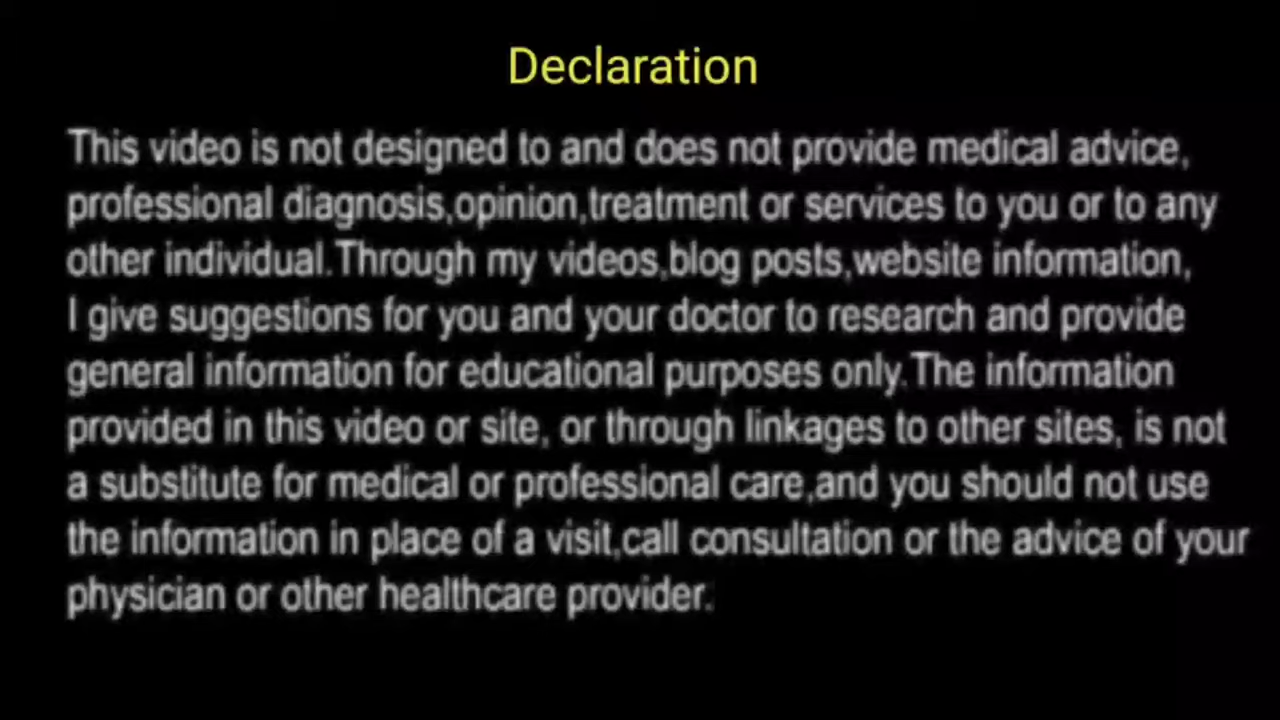 Declaration
This video is not designed to and does not provide medical advice,
professional diagnosis,opinion,treatment or services to you or to any
other individual.Through my videos,blog posts,website information,
I give suggestions for you and your doctor to research and provide
general information for educational purposes only.The information
provided in this video or site, or through linkages to other sites, is not
a substitute for medical or professional care,and you should not use
the information in place of a visit,call consultation or the advice of your
physician or other healthcare provider.